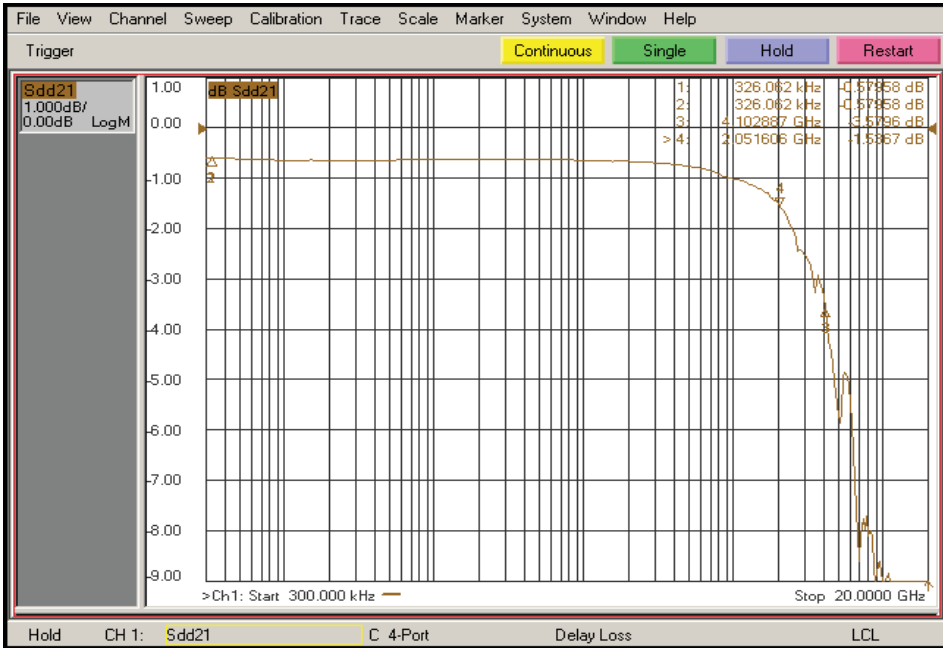 File View Channel Sweep Calibration Trace Scale Marker System Window Help
Trigger Continuous Single Hold Restart
Sdd21
1.000dB/
0.00dB LogM
1.00
0.00
-1.00
-2.00
-3.00
-4.00
-5.00
-6.00
-7.00
-8.00
-9.00
dB Sdd21
1: 326.062 kHz -0.57958 dB
2: 326.062 kHz -0.57958 dB
3: 4.102887 GHz -3.5796 dB
> 4: 2.051606 GHz -1.5367 dB
2
4
3
>Ch1: Start 300.000 kHz Stop 20.0000 GHz
Hold CH 1: Sdd21 C 4-Port Delay Loss LCL